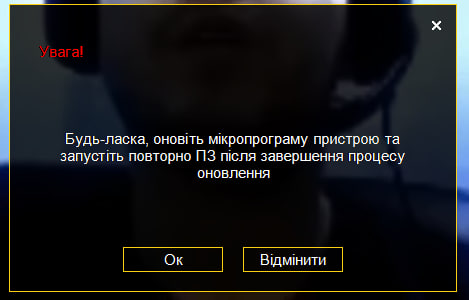 Увага!
Будь-ласка, оновіть мікропрограму пристрою та
запустіть повторно ПЗ після завершення процесу
оновлення
Ок
Відмінити